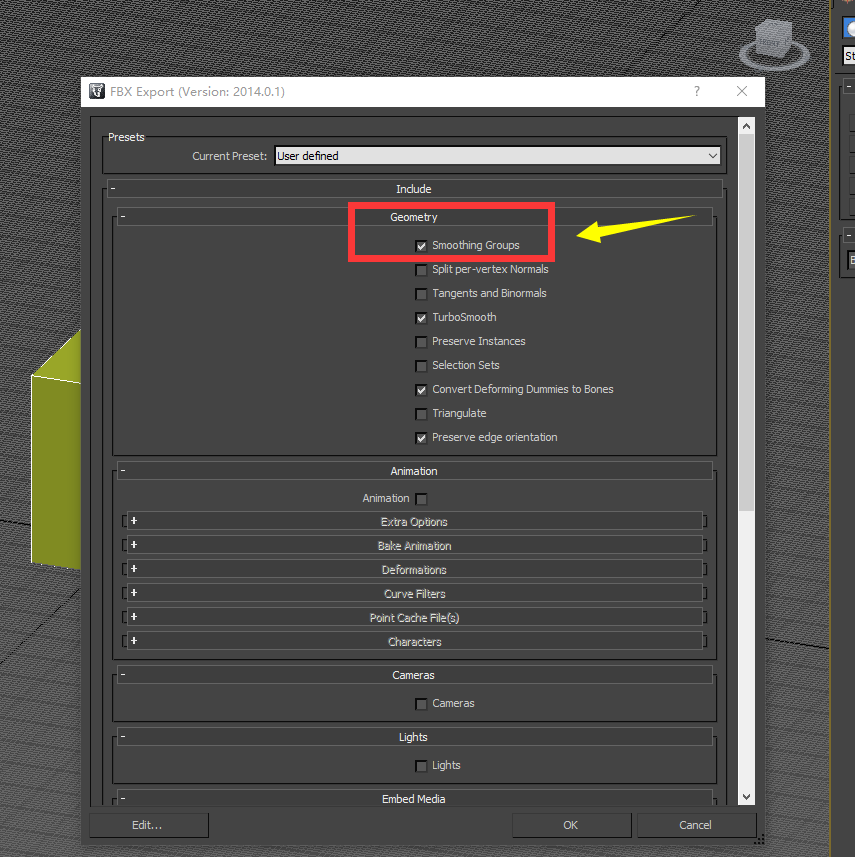 FRONT
St
FBX Export (Version: 2014.0.1)
?
Presets
Current Preset: User defined
- Include
- Geometry
Smoothing Groups
Split per-vertex Normals
Tangents and Binormals
TurboSmooth
Preserve Instances
Selection Sets
Convert Deforming Dummies to Bones
Triangulate
Preserve edge orientation
- Animation
Animation
+ Extra Options
+ Bake Animation
+ Deformations
+ Curve Filters
+ Point Cache File(s)
+ Characters
- Cameras
Cameras
- Lights
Lights
- Embed Media
Edit... OK Cancel